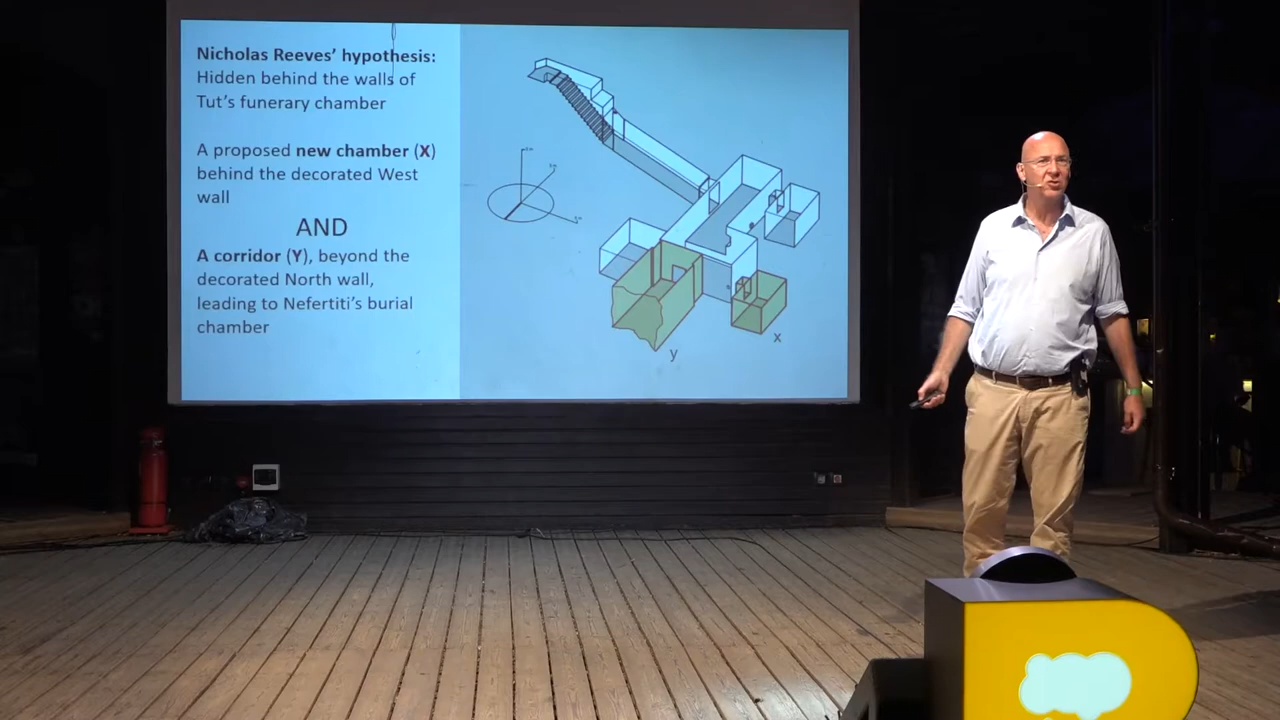 Nicholas Reeves’ hypothesis:
Hidden behind the walls of
Tut’s funerary chamber
A proposed new chamber (X)
behind the decorated West
wall
AND
A corridor (Y), beyond the
decorated North wall,
leading to Nefertiti’s burial
chamber
x
y